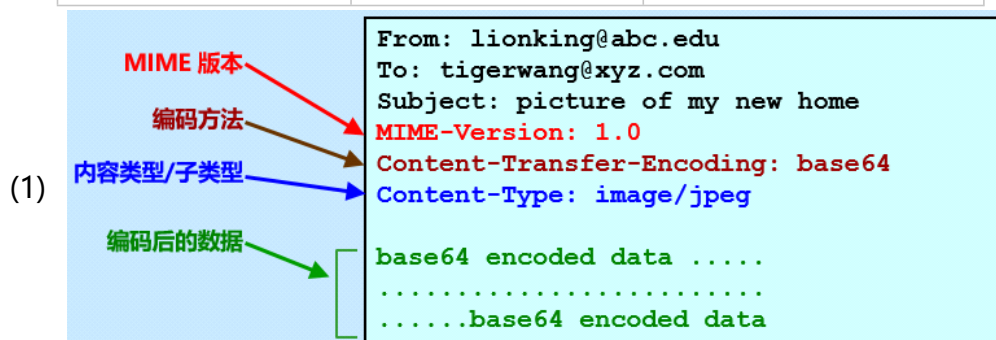 (1)
MIME 版本
编码方法
内容类型/子类型
编码后的数据
From: lionking@abc.edu
To: tigerwang@xyz.com
Subject: picture of my new home
MIME-Version: 1.0
Content-Transfer-Encoding: base64
Content-Type: image/jpeg
base64 encoded data .....
.........................
......base64 encoded data